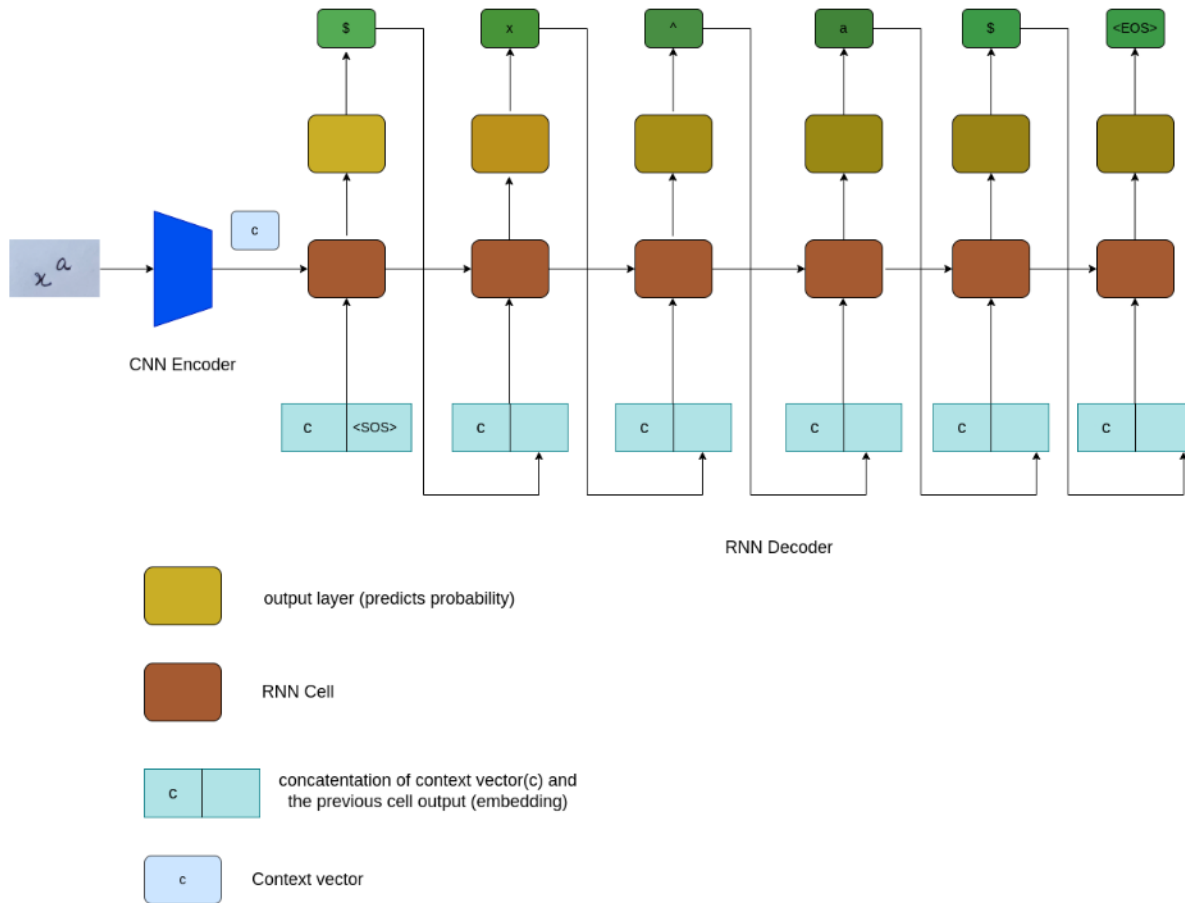 $ x ^ a $ <EOS>
c
x^a
CNN Encoder
c <SOS> c c c c c
RNN Decoder
output layer (predicts probability)
RNN Cell
c concatentation of context vector(c) and
the previous cell output (embedding)
c Context vector